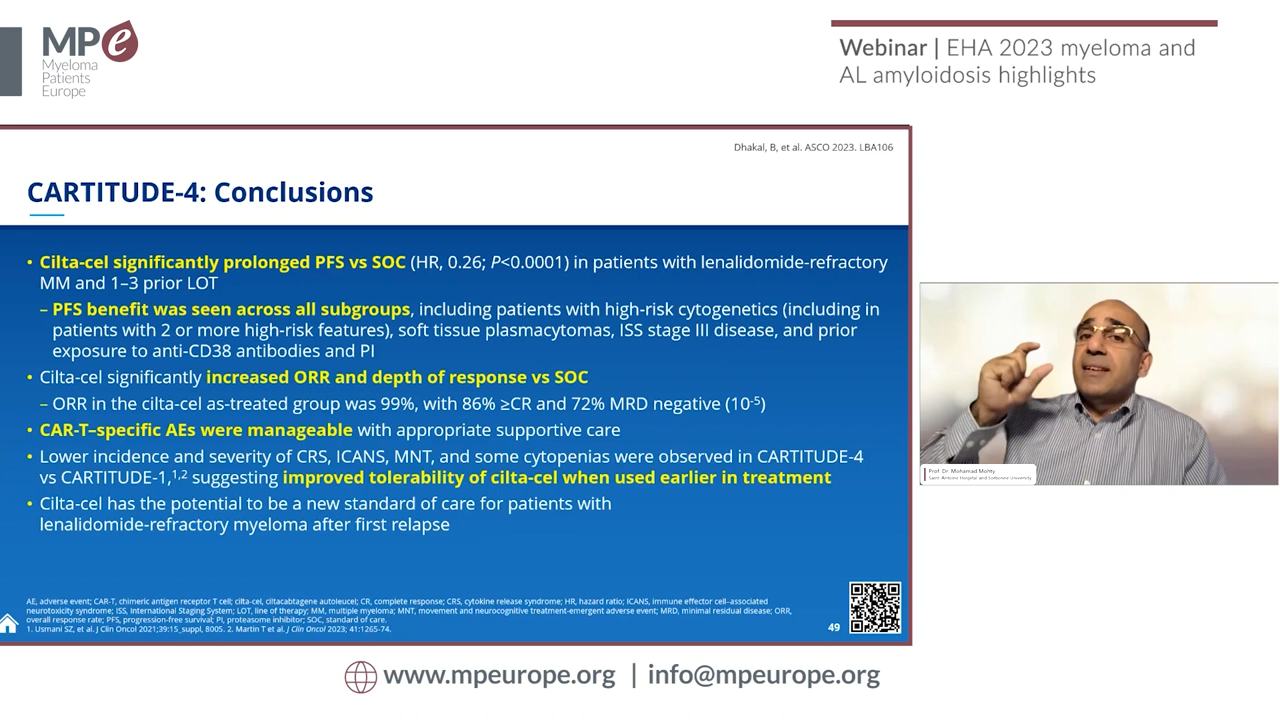 MPe
Myeloma
Patients
Europe
Webinar | EHA 2023 myeloma and
AL amyloidosis highlights
Dhakal, B, et al. ASCO 2023. LBA106
CARTITUDE-4: Conclusions
• Cilta-cel significantly prolonged PFS vs SOC (HR, 0.26; P<0.0001) in patients with lenalidomide-refractory
MM and 1–3 prior LOT
– PFS benefit was seen across all subgroups, including patients with high-risk cytogenetics (including in
patients with 2 or more high-risk features), soft tissue plasmacytomas, ISS stage III disease, and prior
exposure to anti-CD38 antibodies and PI
• Cilta-cel significantly increased ORR and depth of response vs SOC
– ORR in the cilta-cel as-treated group was 99%, with 86% ≥CR and 72% MRD negative (10-5)
• CAR-T–specific AEs were manageable with appropriate supportive care
• Lower incidence and severity of CRS, ICANS, MNT, and some cytopenias were observed in CARTITUDE-4
vs CARTITUDE-1,1,2 suggesting improved tolerability of cilta-cel when used earlier in treatment
• Cilta-cel has the potential to be a new standard of care for patients with
lenalidomide-refractory myeloma after first relapse
AE, adverse event; CAR-T, chimeric antigen receptor T cell; cilta-cel, ciltacabtagene autoleucel; CR, complete response; CRS, cytokine release syndrome; HR, hazard ratio; ICANS, immune effector cell–associated
neurotoxicity syndrome; ISS, International Staging System; LOT, line of therapy; MM, multiple myeloma; MNT, movement and neurocognitive treatment-emergent adverse event; MRD, minimal residual disease; ORR,
overall response rate; PFS, progression-free survival; PI, proteasome inhibitor; SOC, standard of care.
1. Usmani SZ, et al. J Clin Oncol 2021;39:15_suppl, 8005. 2. Martin T et al. J Clin Oncol 2023; 41:1265-74.
49
Prof. Dr. Mohamad Mohty
Saint Antoine Hospital and Sorbonne University
www.mpeurope.org | info@mpeurope.org